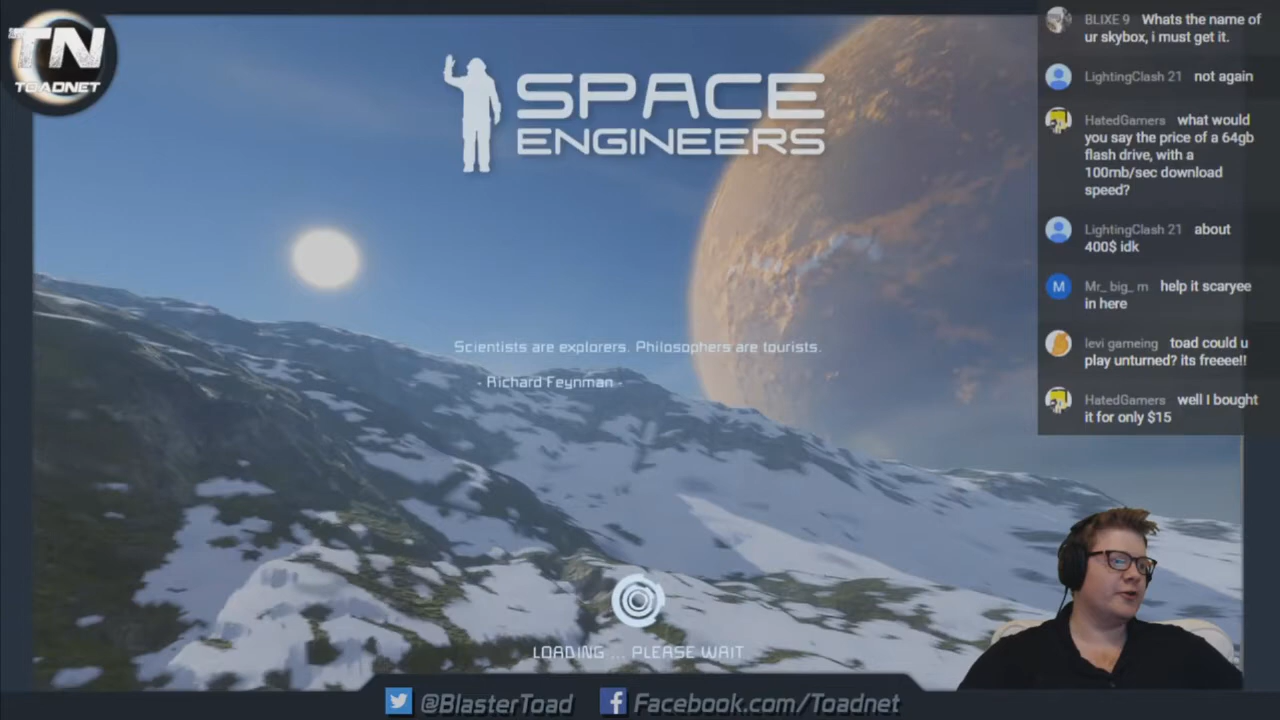 TN
TOADNET
SPACE
ENGINEERS
Scientists are explorers. Philosophers are tourists.
- Richard Feynman -
LOADING ... PLEASE WAIT
BLIXE 9 Whats the name of
ur skybox, i must get it.
LightingClash 21 not again
HatedGamers what would
you say the price of a 64gb
flash drive, with a
100mb/sec download
speed?
LightingClash 21 about
400$ idk
M
Mr_ big_ m help it scaryee
in here
levi gameing toad could u
play unturned? its freeee!!
HatedGamers well I bought
it for only $15
@BlasterToad
Facebook.com/Toadnet